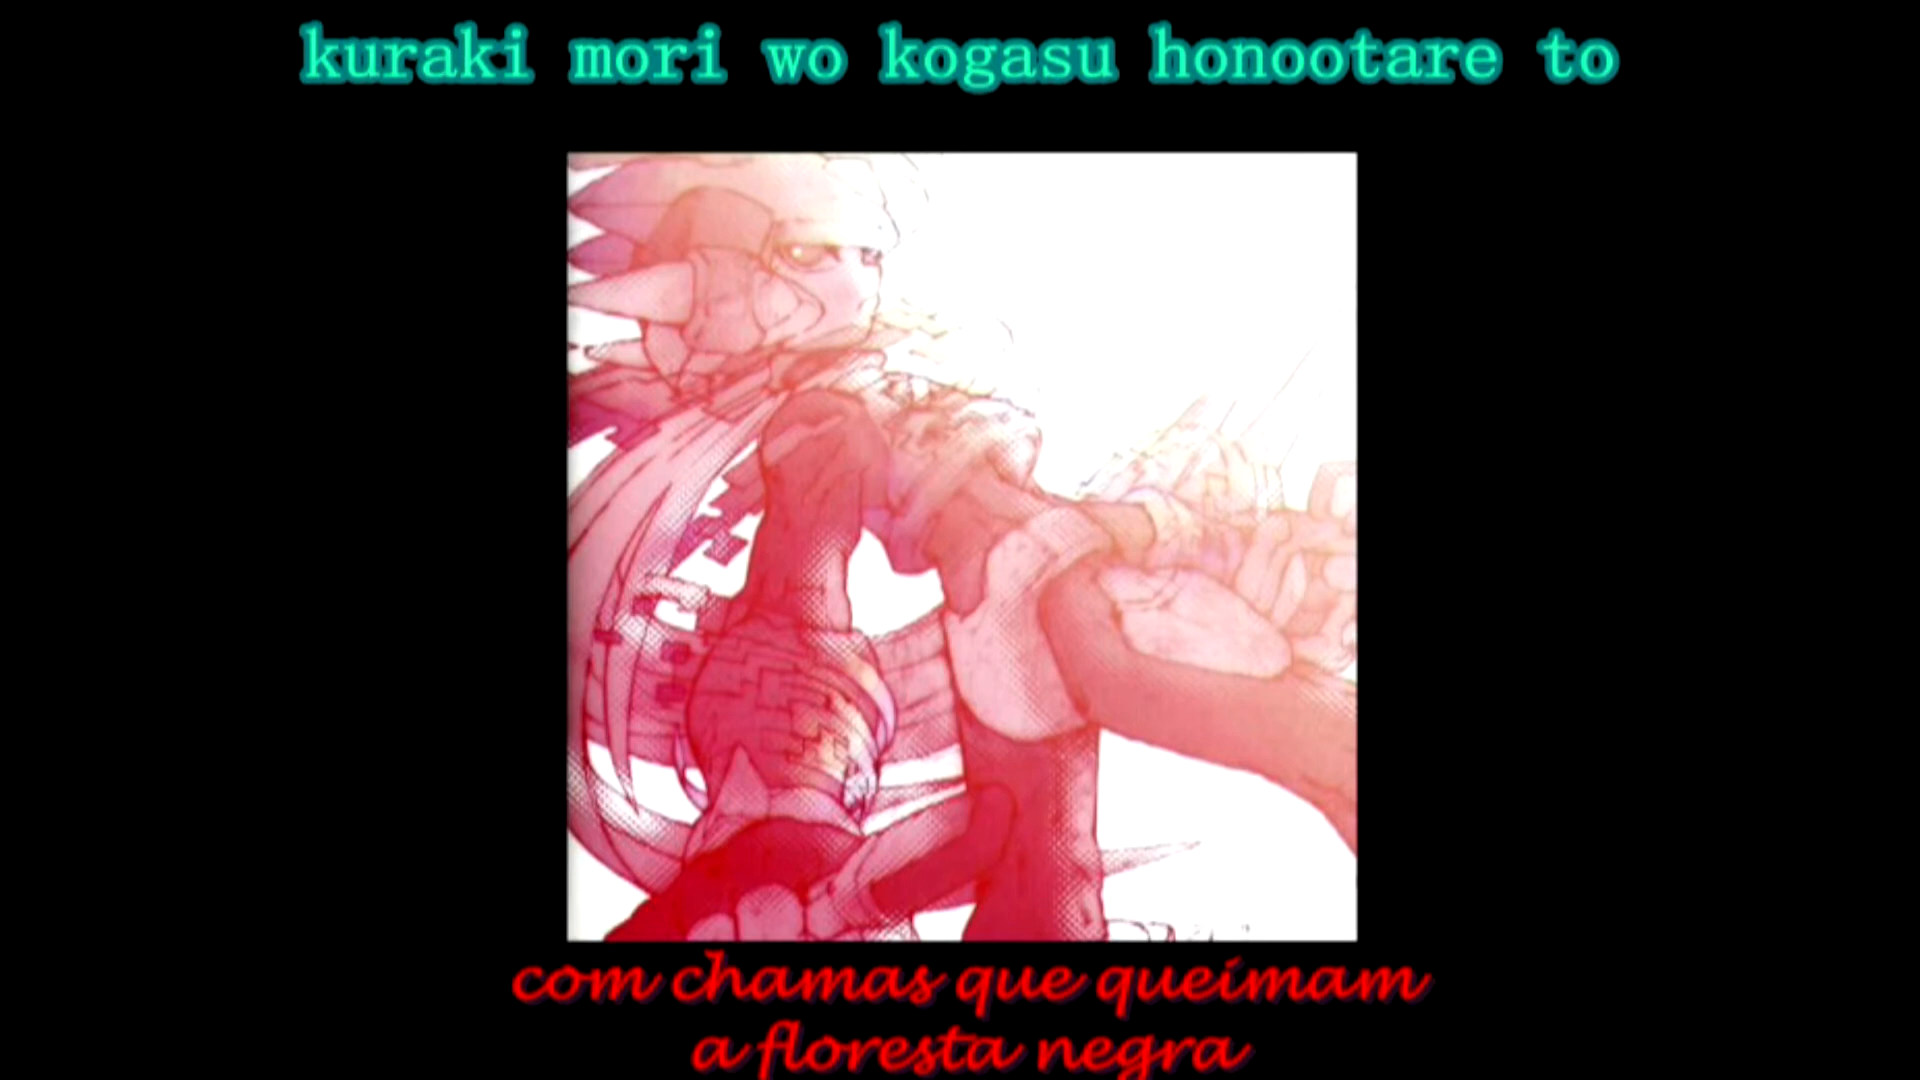 kuraki mori wo kogasu honootare to
com chamas que queimam
a floresta negra